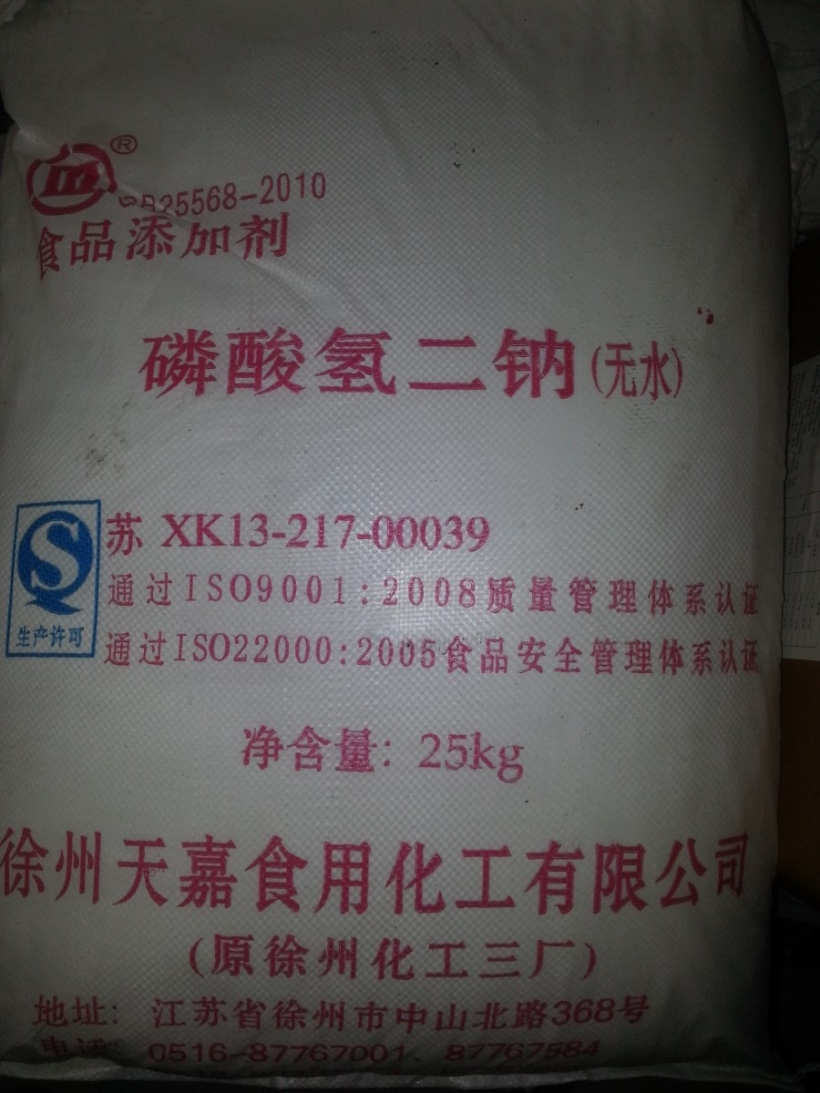 ®
GB25568-2010
食品添加剂
磷酸氢二钠(无水)
苏 XK13-217-00039
通过ISO9001:2008质量管理体系认证
生产许可
通过ISO22000:2005食品安全管理体系认证
净含量: 25kg
徐州天嘉食用化工有限公司
(原徐州化工三厂)
地址: 江苏省徐州市中山北路368号
电话: 0516-87767001、87767584